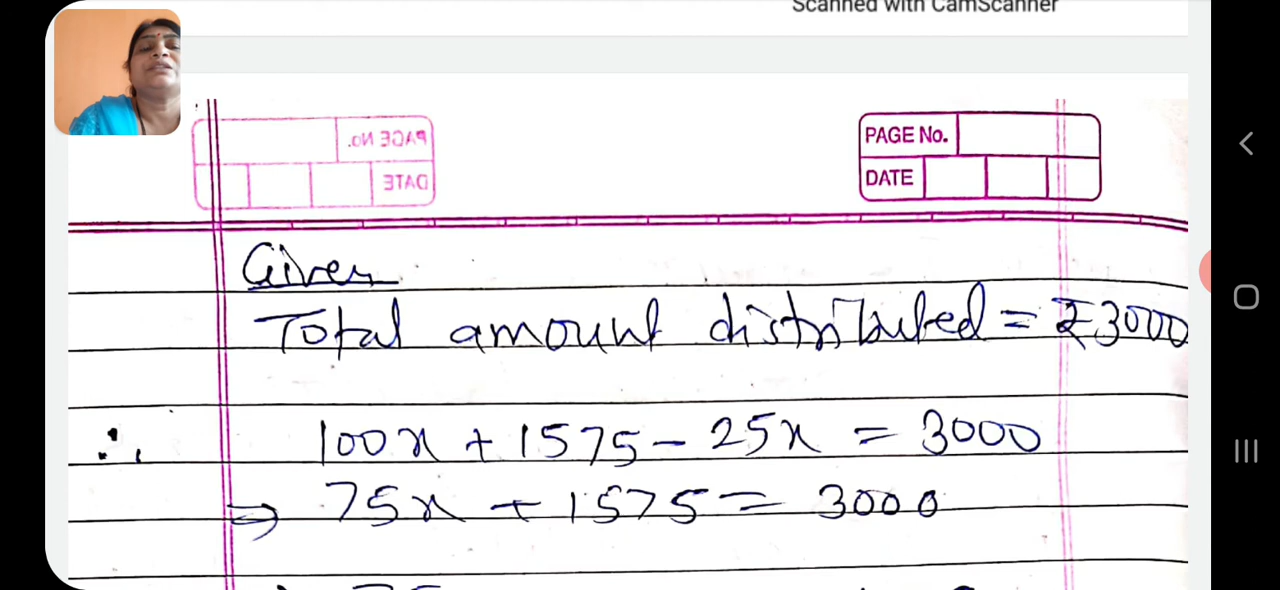 Scanned with CamScanner
PAGE No.
DATE
PAGE No.
DATE
Given
Total amount distributed = ₹3000
∴ 100x + 1575 - 25x = 3000
⇒ 75x + 1575 = 3000